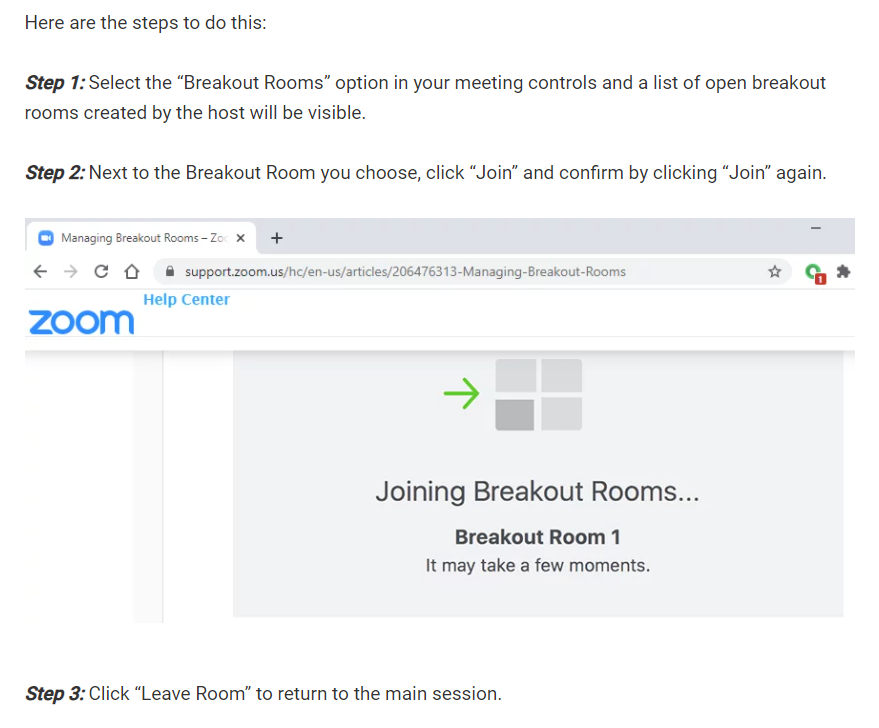 Here are the steps to do this:
Step 1: Select the “Breakout Rooms” option in your meeting controls and a list of open breakout
rooms created by the host will be visible.
Step 2: Next to the Breakout Room you choose, click “Join” and confirm by clicking “Join” again.
Managing Breakout Rooms – Zoo
support.zoom.us/hc/en-us/articles/206476313-Managing-Breakout-Rooms
1
Help Center
zoom
Joining Breakout Rooms...
Breakout Room 1
It may take a few moments.
Step 3: Click “Leave Room” to return to the main session.